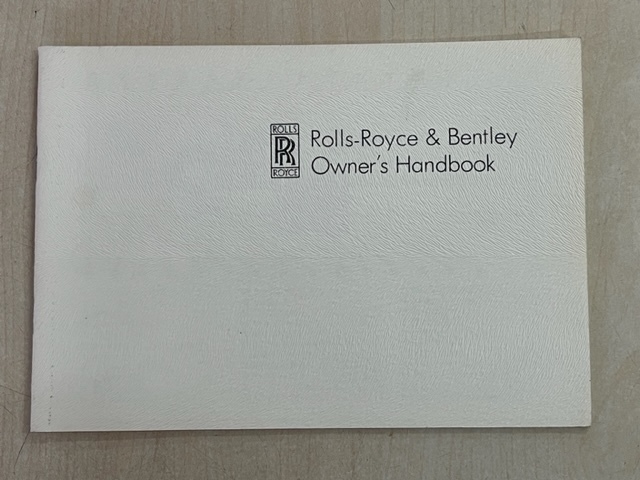 ROLLS
RR
ROYCE
Rolls-Royce & Bentley
Owner's Handbook